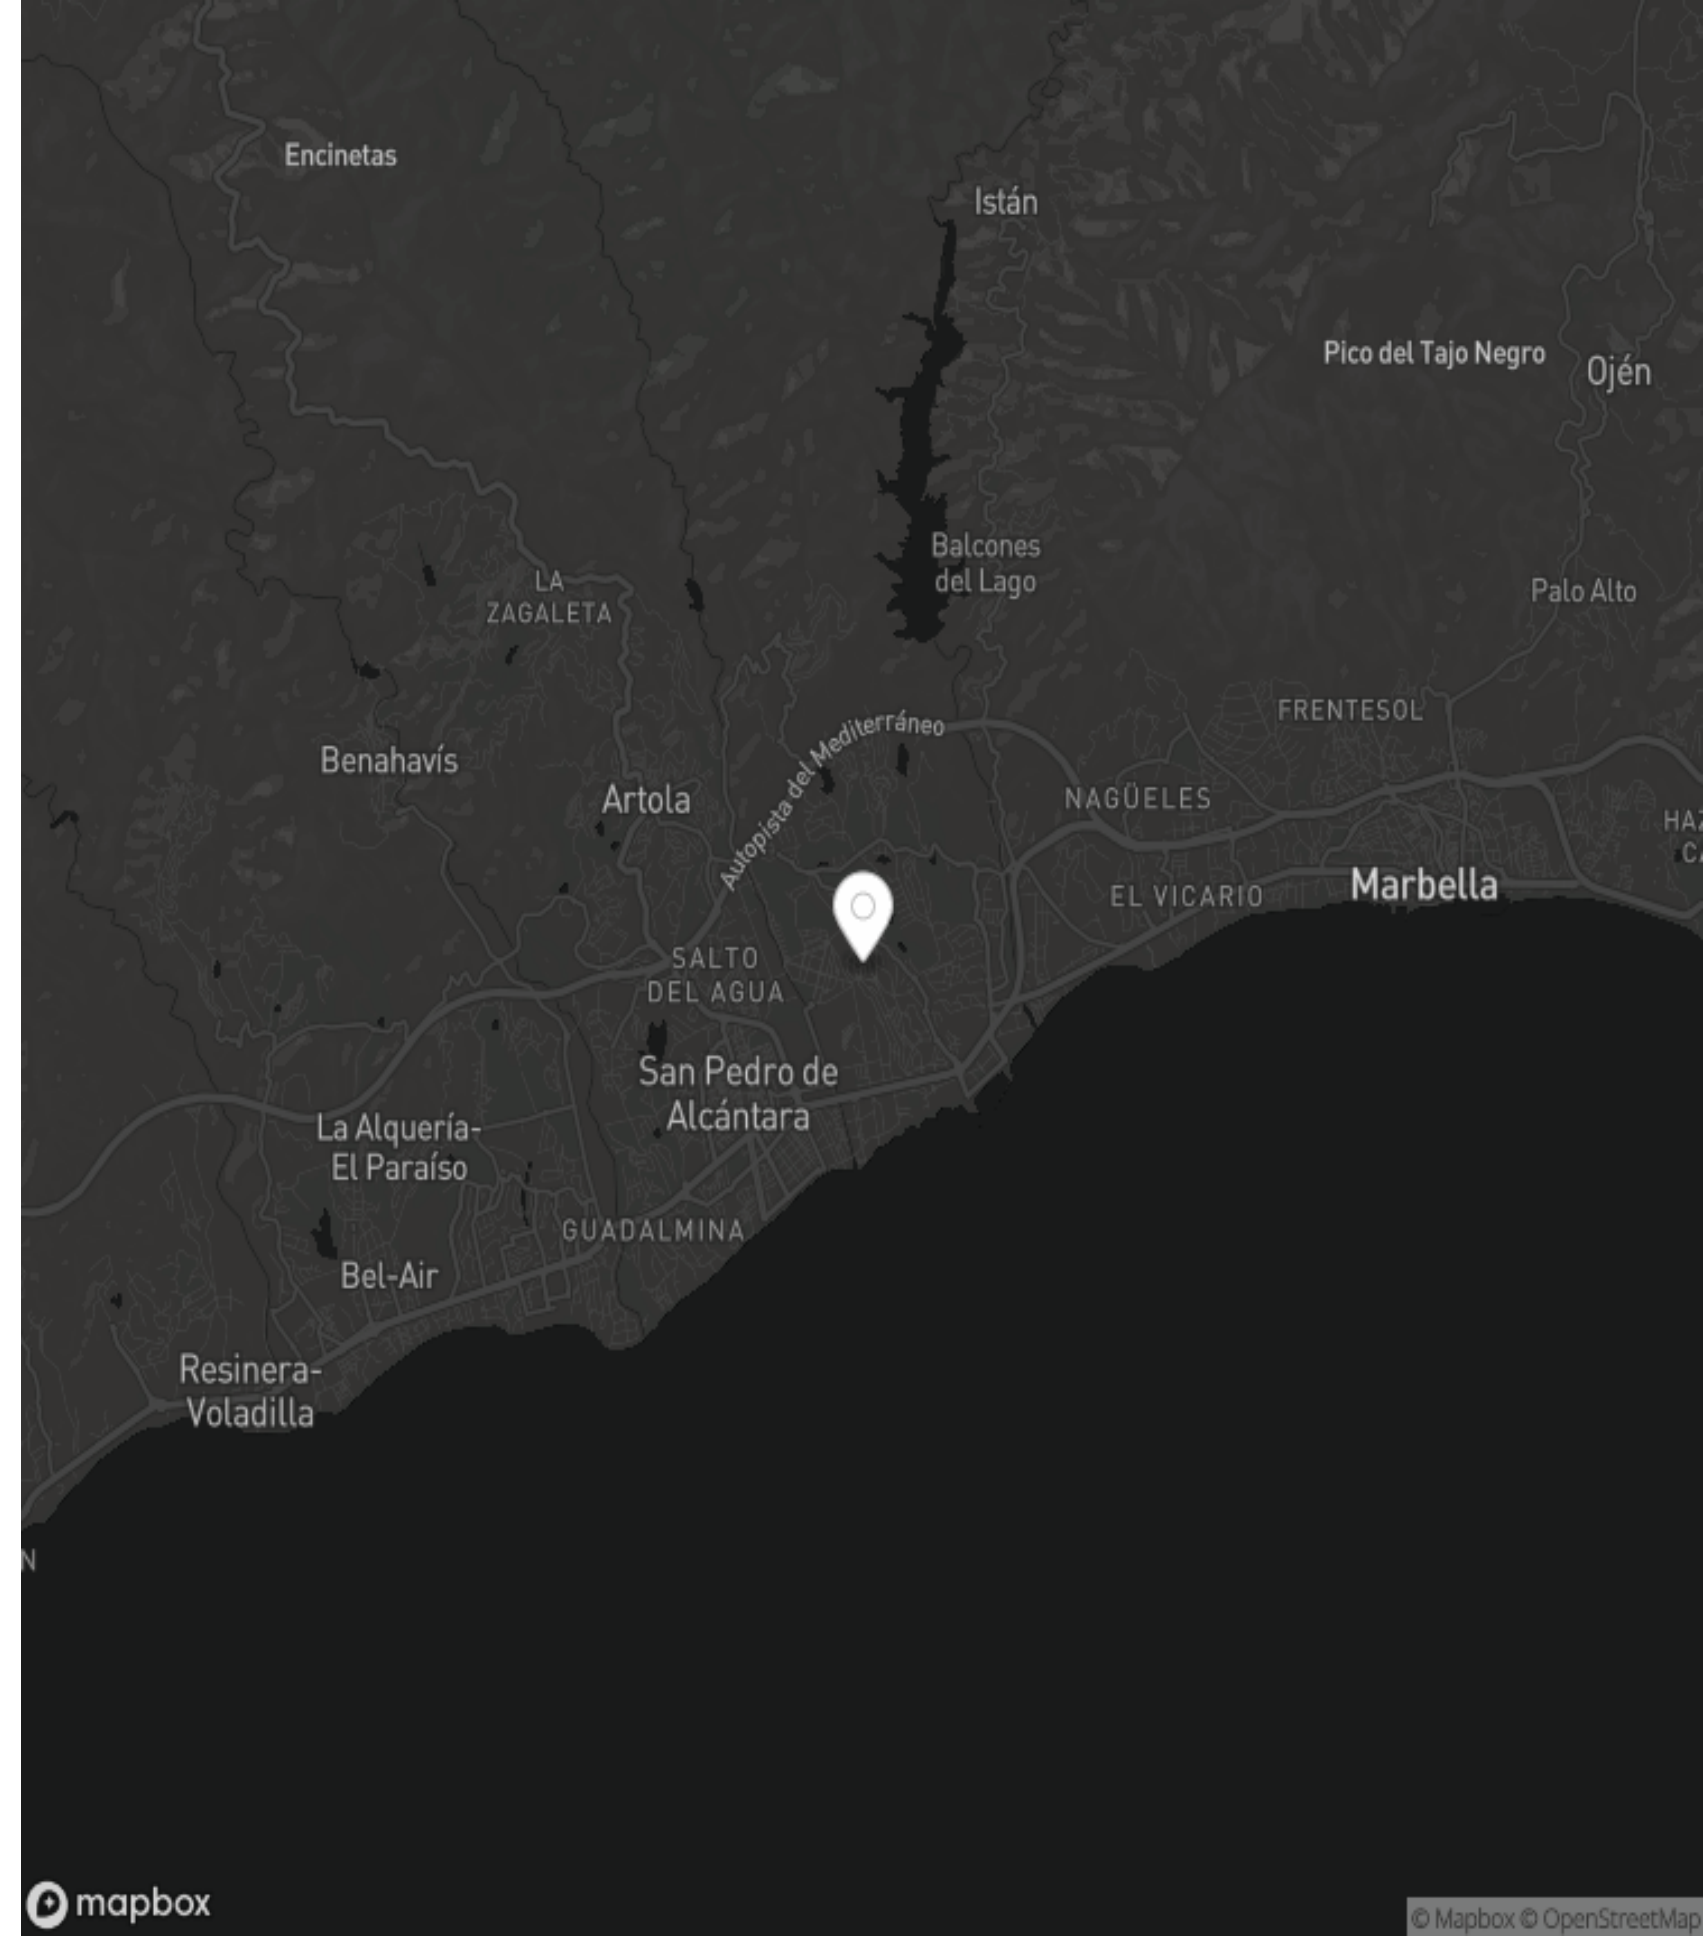 Encinetas
Istán
Pico del Tajo Negro
Ojén
Balcones
del Lago
LA
ZAGALETA
Palo Alto
FRENTESOL
Autopista del Mediterráneo
Benahavís
Artola
NAGÜELES
HAZ
CA
Marbella
EL VICARIO
SALTO
DEL AGUA
San Pedro de
Alcántara
La Alquería-
El Paraíso
GUADALMINA
Bel-Air
Resinera-
Voladilla
N
mapbox
© Mapbox © OpenStreetMap